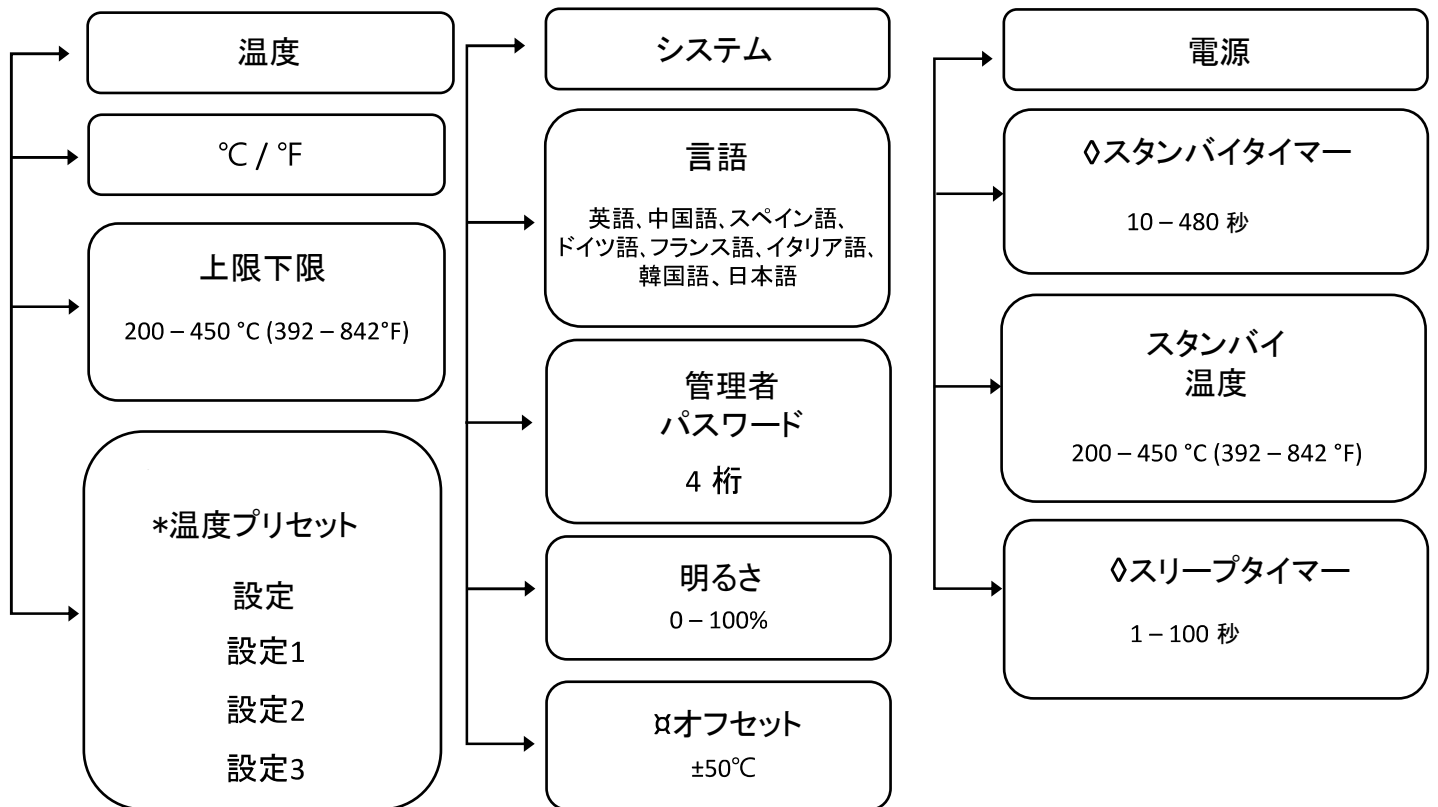 温度
℃ / ℉
上限下限
200 – 450 °C (392 – 842°F)
*温度プリセット
設定
設定1
設定2
設定3
システム
言語
英語、中国語、スペイン語、
ドイツ語、フランス語、イタリア語、
韓国語、日本語
管理者
パスワード
4 桁
明るさ
0 – 100%
¤オフセット
±50℃
電源
◊スタンバイタイマー
10 – 480 秒
スタンバイ
温度
200 – 450 °C (392 – 842 °F)
◊スリープタイマー
1 – 100 秒